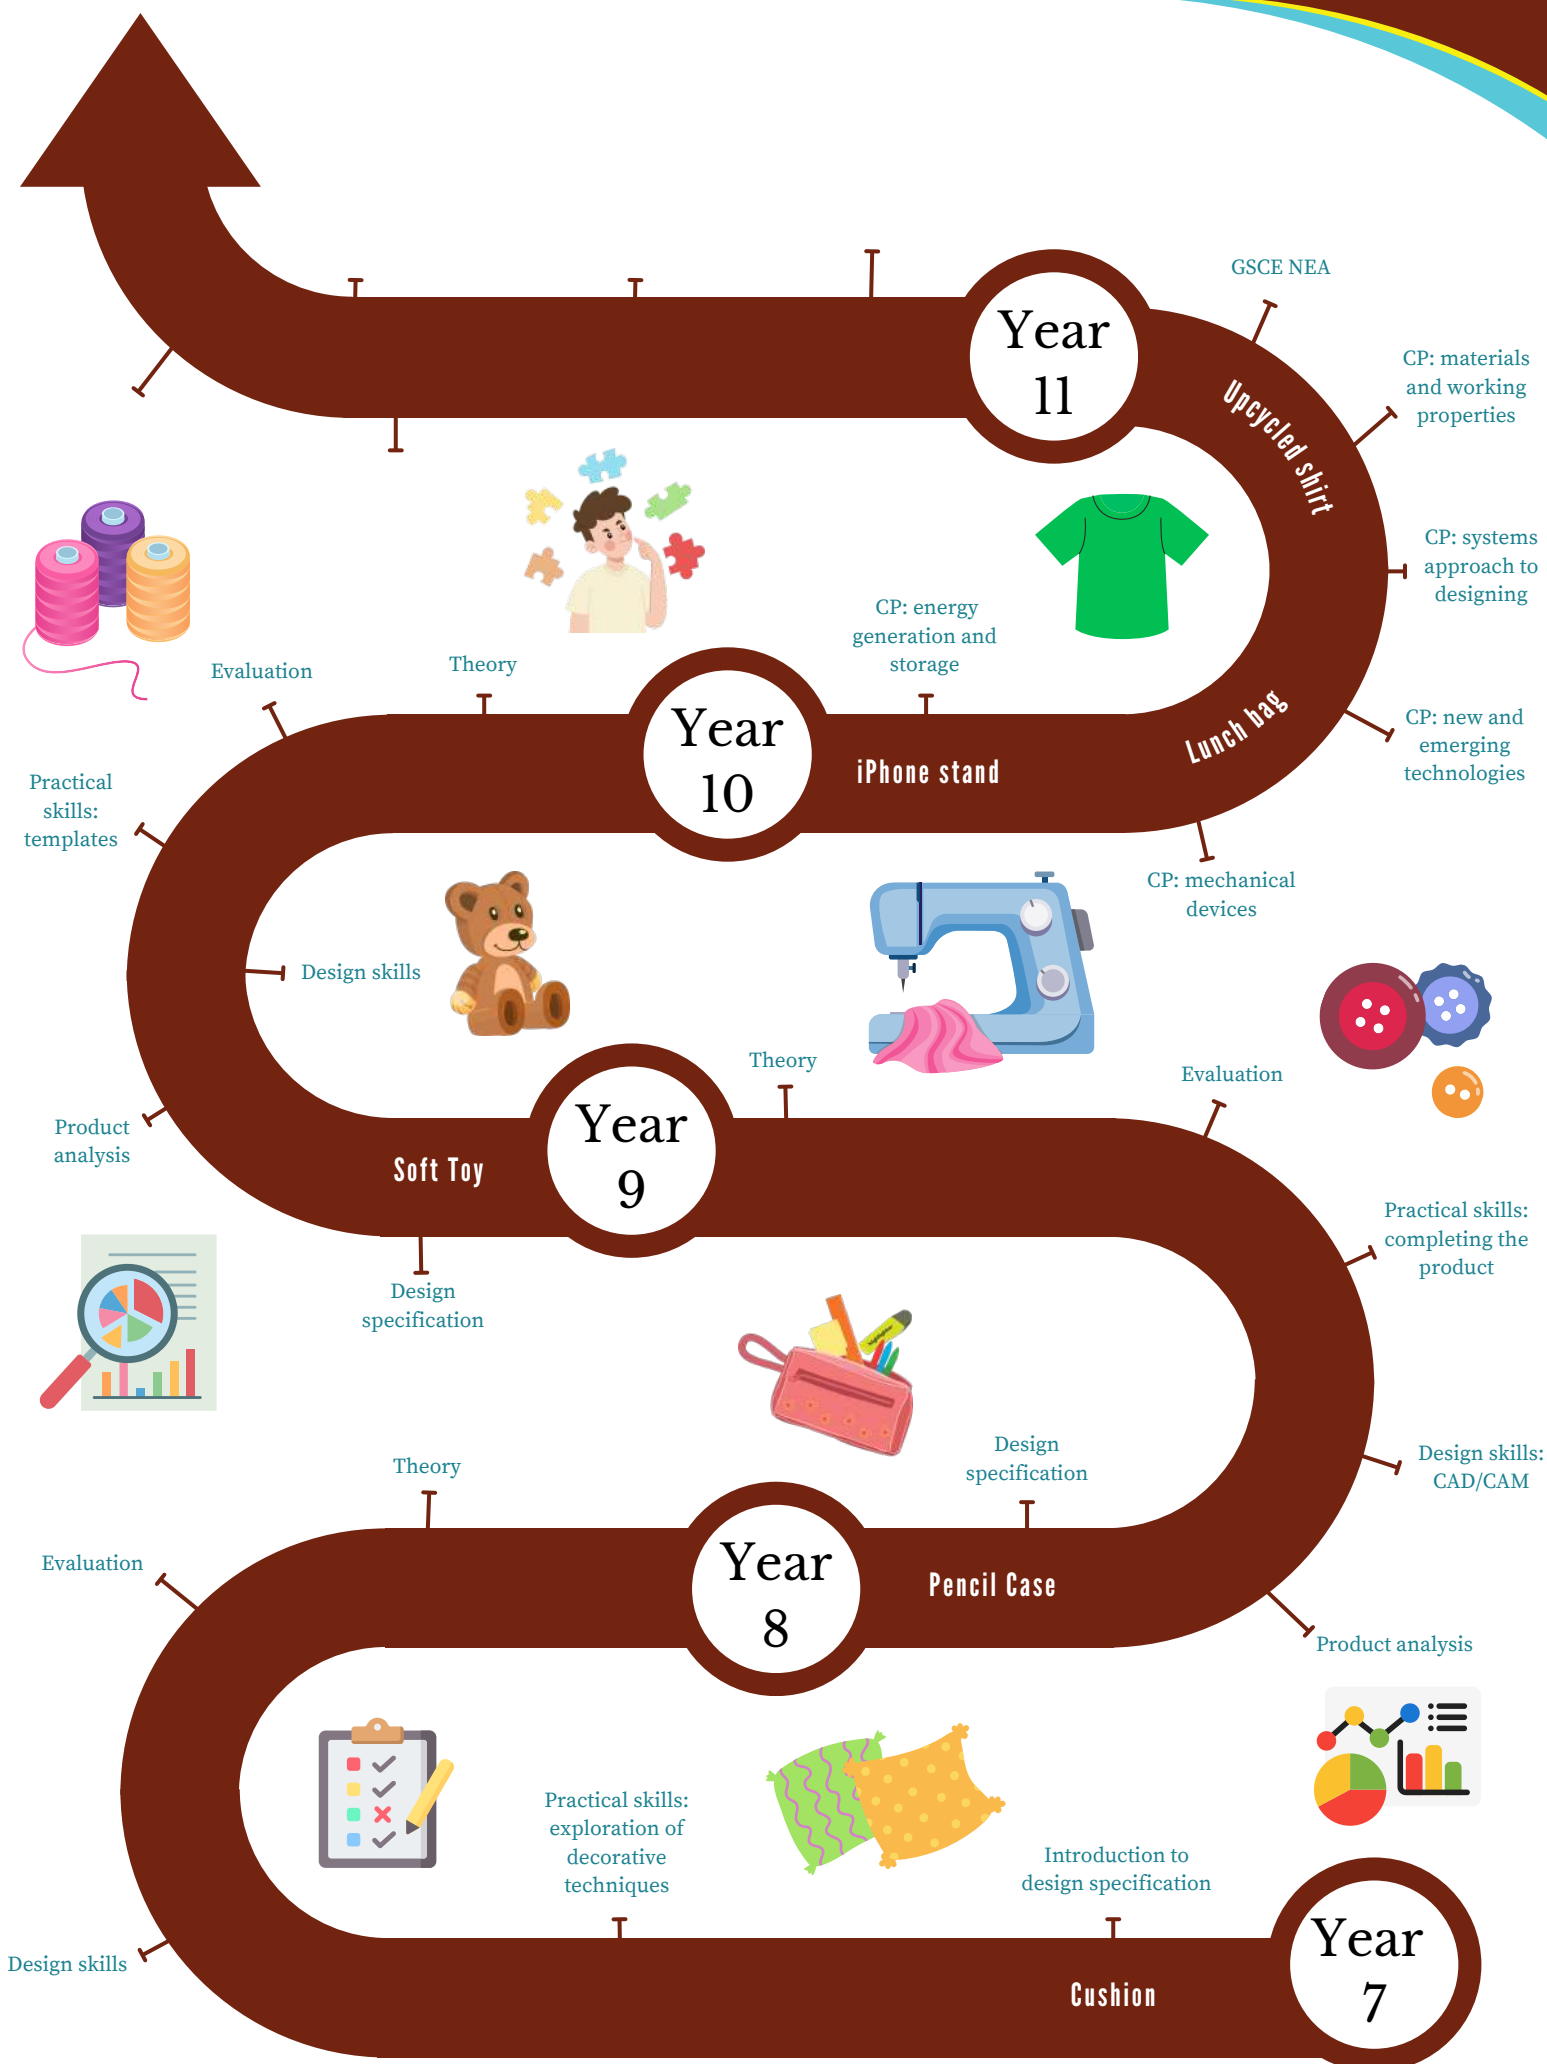 GSCE NEA
Year
11
CP: materials
and working
properties
Upcycled shirt
CP: systems
approach to
designing
CP: energy
generation and
storage
Evaluation
Theory
Year
10
iPhone stand
Lunch bag
CP: new and
emerging
technologies
Practical
skills:
templates
CP: mechanical
devices
Design skills
Theory
Evaluation
Product
analysis
Soft Toy
Year
9
Practical skills:
completing the
product
Design
specification
Highlighter
Theory
Design
specification
Design skills:
CAD/CAM
Evaluation
Year
8
Pencil Case
Product analysis
Practical skills:
exploration of
decorative
techniques
Introduction to
design specification
Design skills
Cushion
Year
7